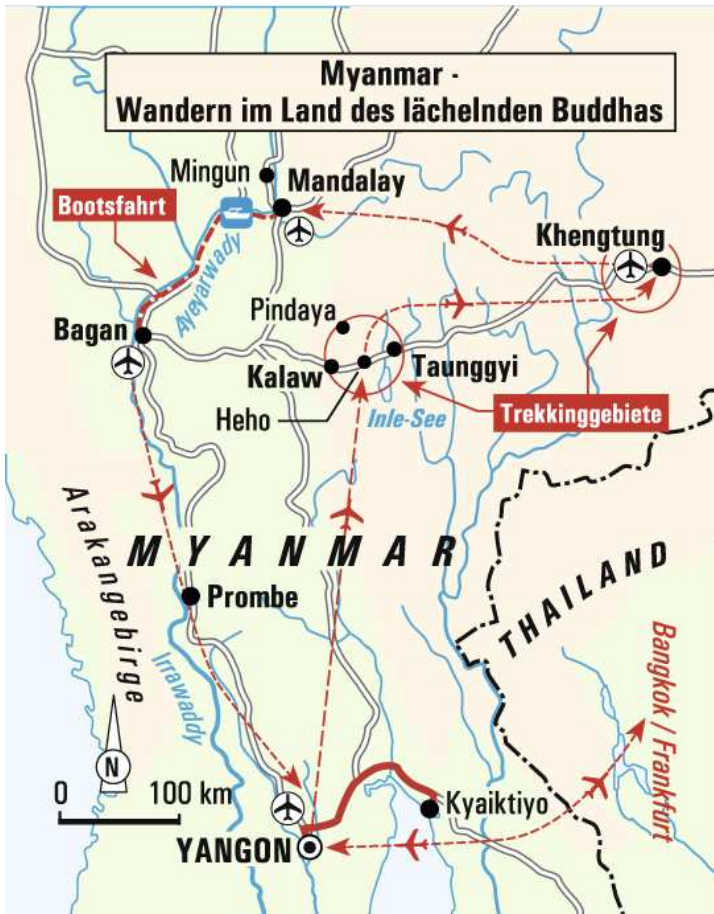 Myanmar -
Wandern im Land des lächelnden Buddhas
Mingun
Mandalay
Bootsfahrt
Khengtung
Ayeyarwady
Pindaya
Bagan
Kalaw
Taunggyi
Heho
Inle-See
Trekkinggebiete
Arakangebirge
MYANMAR
THAILAND
Prombe
Irrawaddy
Bangkok / Frankfurt
N
0 100 km
Kyaiktiyo
YANGON